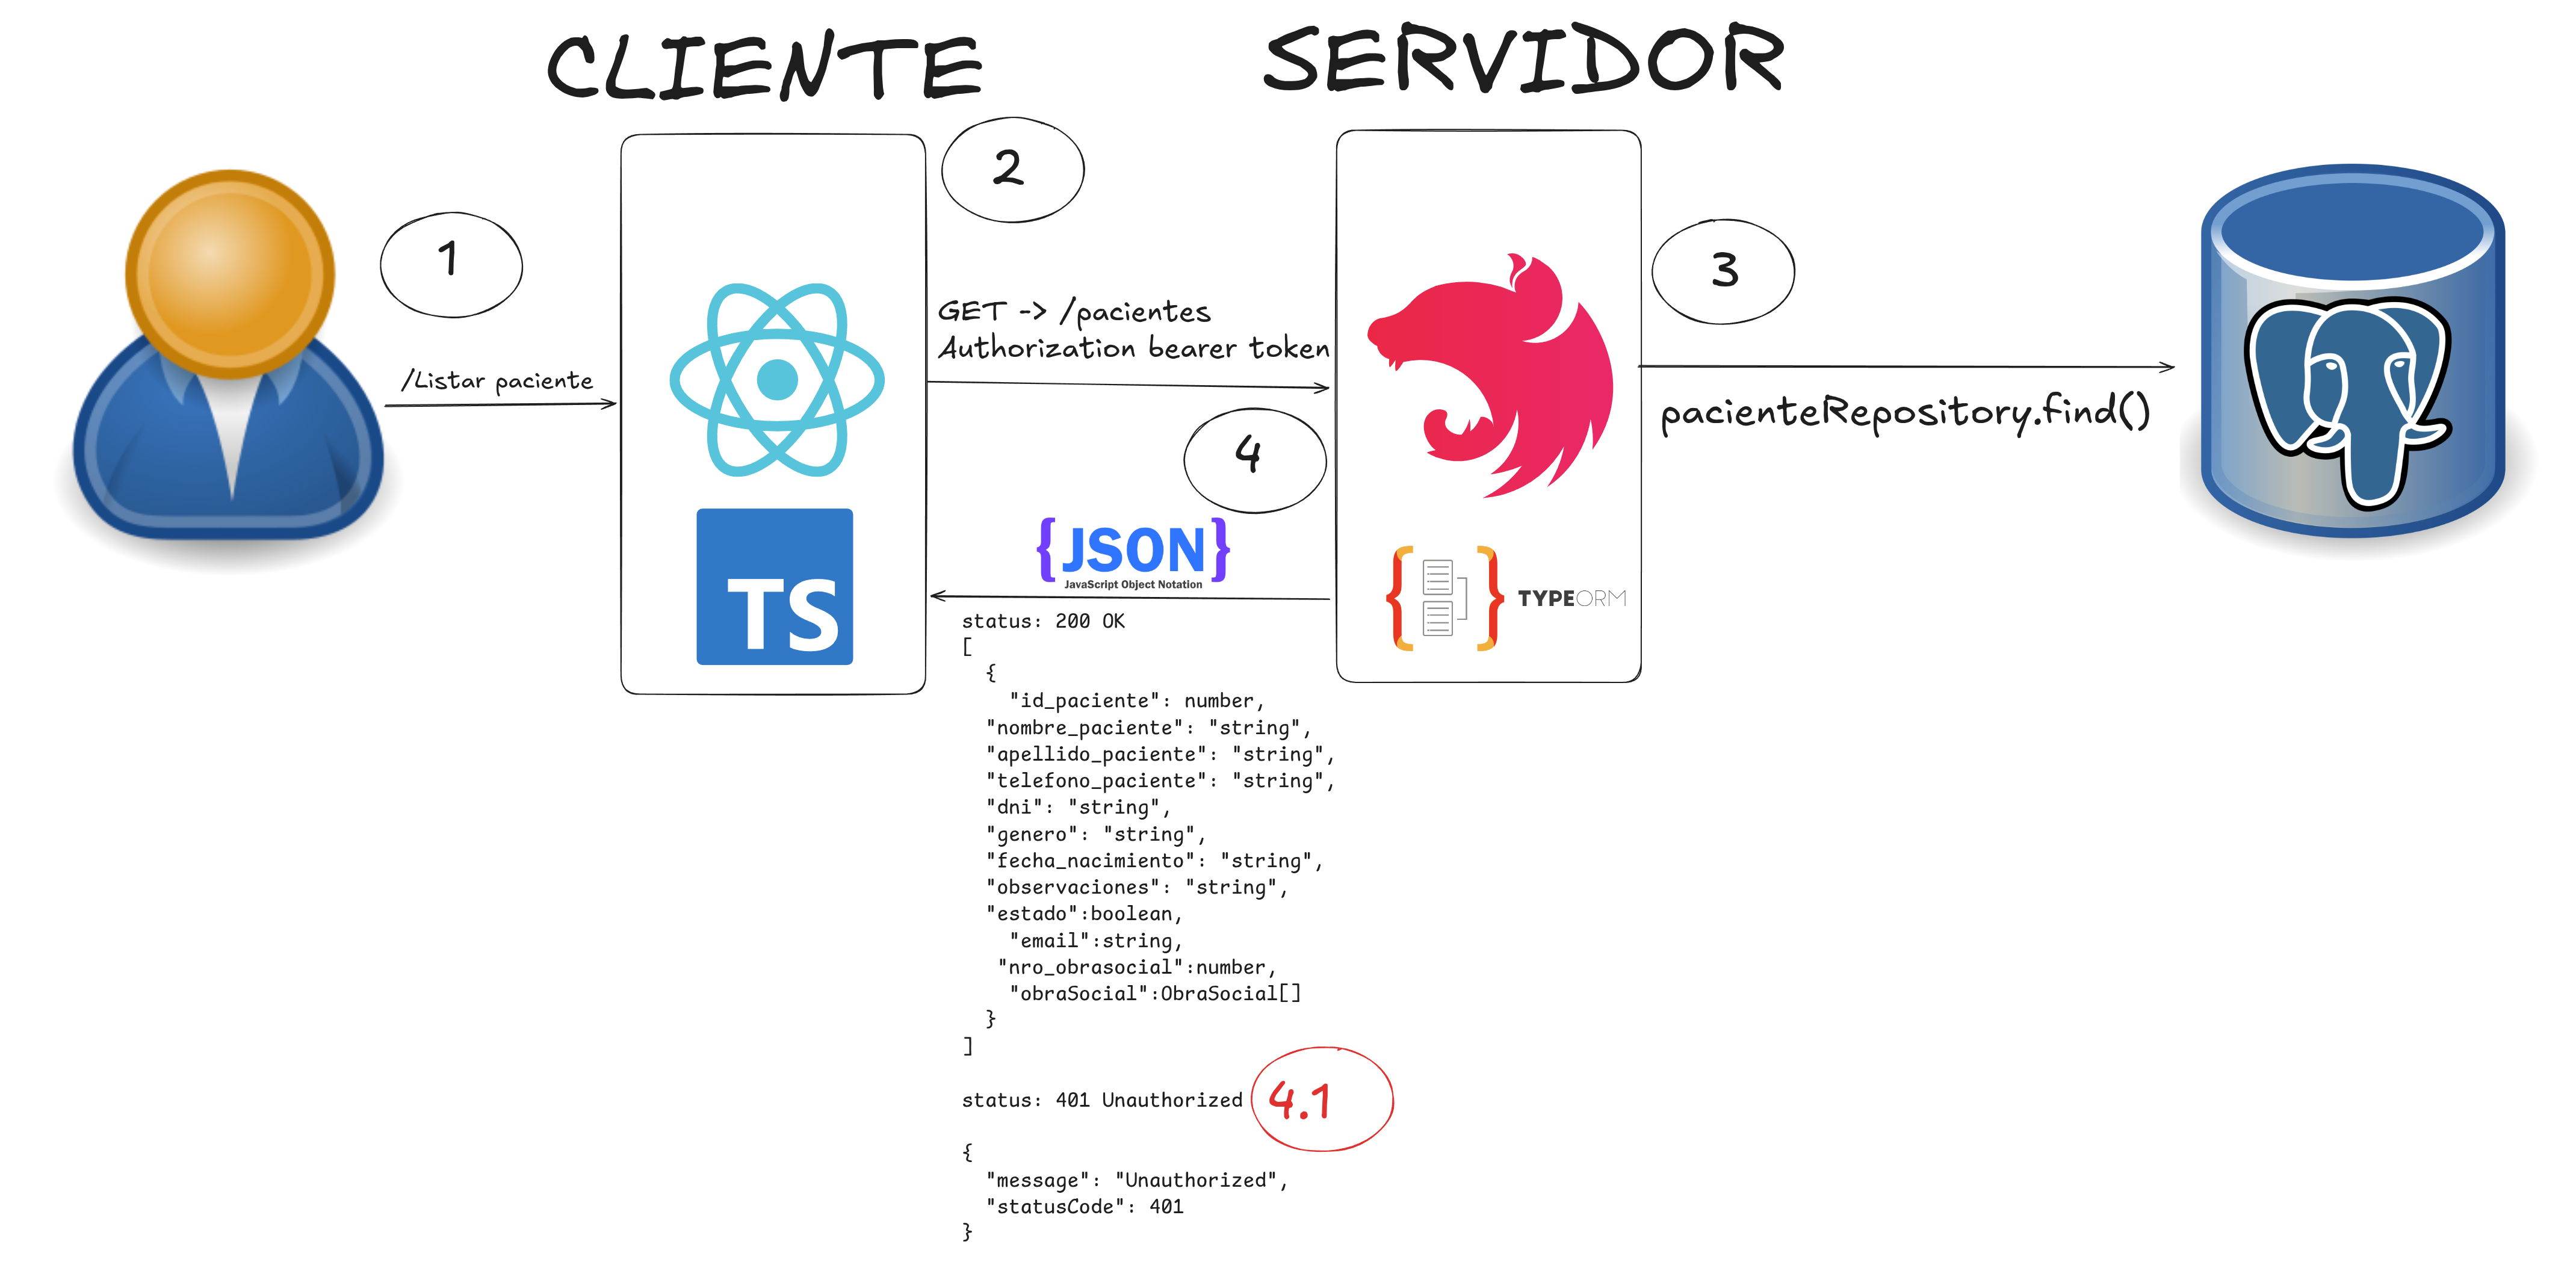 CLIENTE
SERVIDOR
1
2
3
/Listar paciente
GET -> /pacientes
Authorization bearer token
pacienteRepository.find()
4
{JSON}
JavaScript Object Notation
TS
TYPEORM
status: 200 OK
[
{
"id_paciente": number,
"nombre_paciente": "string",
"apellido_paciente": "string",
"telefono_paciente": "string",
"dni": "string",
"genero": "string",
"fecha_nacimiento": "string",
"observaciones": "string",
"estado":boolean,
"email":string,
"nro_obrasocial":number,
"obraSocial":ObraSocial[]
}
]
status: 401 Unauthorized
4.1
{
"message": "Unauthorized",
"statusCode": 401
}